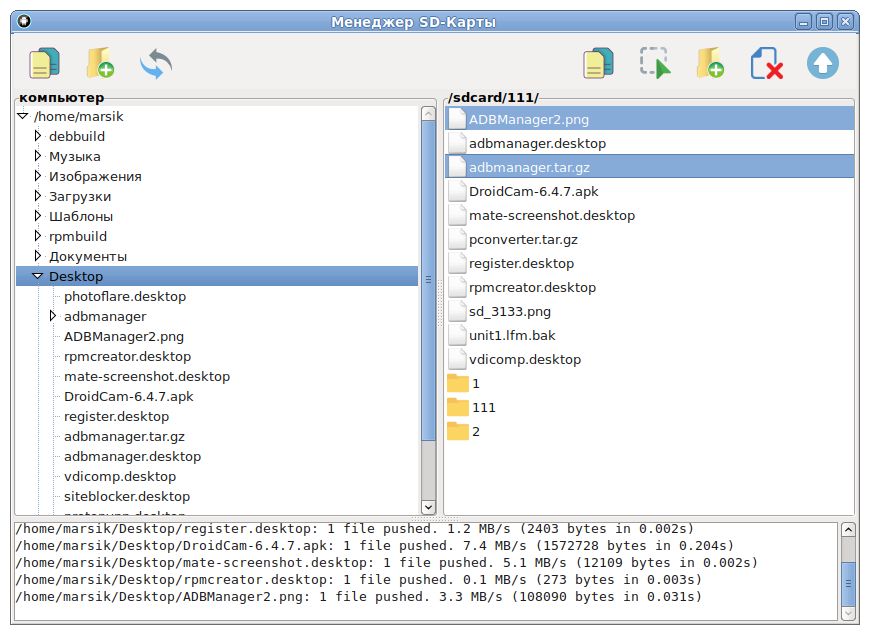 Менеджер SD-Карты
компьютер
/home/marsik
debbuild
Музыка
Изображения
Загрузки
Шаблоны
rpmbuild
Документы
Desktop
photoflare.desktop
adbmanager
ADBManager2.png
rpmcreator.desktop
mate-screenshot.desktop
DroidCam-6.4.7.apk
register.desktop
adbmanager.tar.gz
adbmanager.desktop
vdicomp.desktop
siteblocker.desktop
/sdcard/111/
ADBManager2.png
adbmanager.desktop
adbmanager.tar.gz
DroidCam-6.4.7.apk
mate-screenshot.desktop
pconverter.tar.gz
register.desktop
rpmcreator.desktop
sd_3133.png
unit1.lfm.bak
vdicomp.desktop
1
111
2
/home/marsik/Desktop/register.desktop: 1 file pushed. 1.2 MB/s (2403 bytes in 0.002s)
/home/marsik/Desktop/DroidCam-6.4.7.apk: 1 file pushed. 7.4 MB/s (1572728 bytes in 0.204s)
/home/marsik/Desktop/mate-screenshot.desktop: 1 file pushed. 5.1 MB/s (12109 bytes in 0.002s)
/home/marsik/Desktop/rpmcreator.desktop: 1 file pushed. 0.1 MB/s (273 bytes in 0.003s)
/home/marsik/Desktop/ADBManager2.png: 1 file pushed. 3.3 MB/s (108090 bytes in 0.031s)